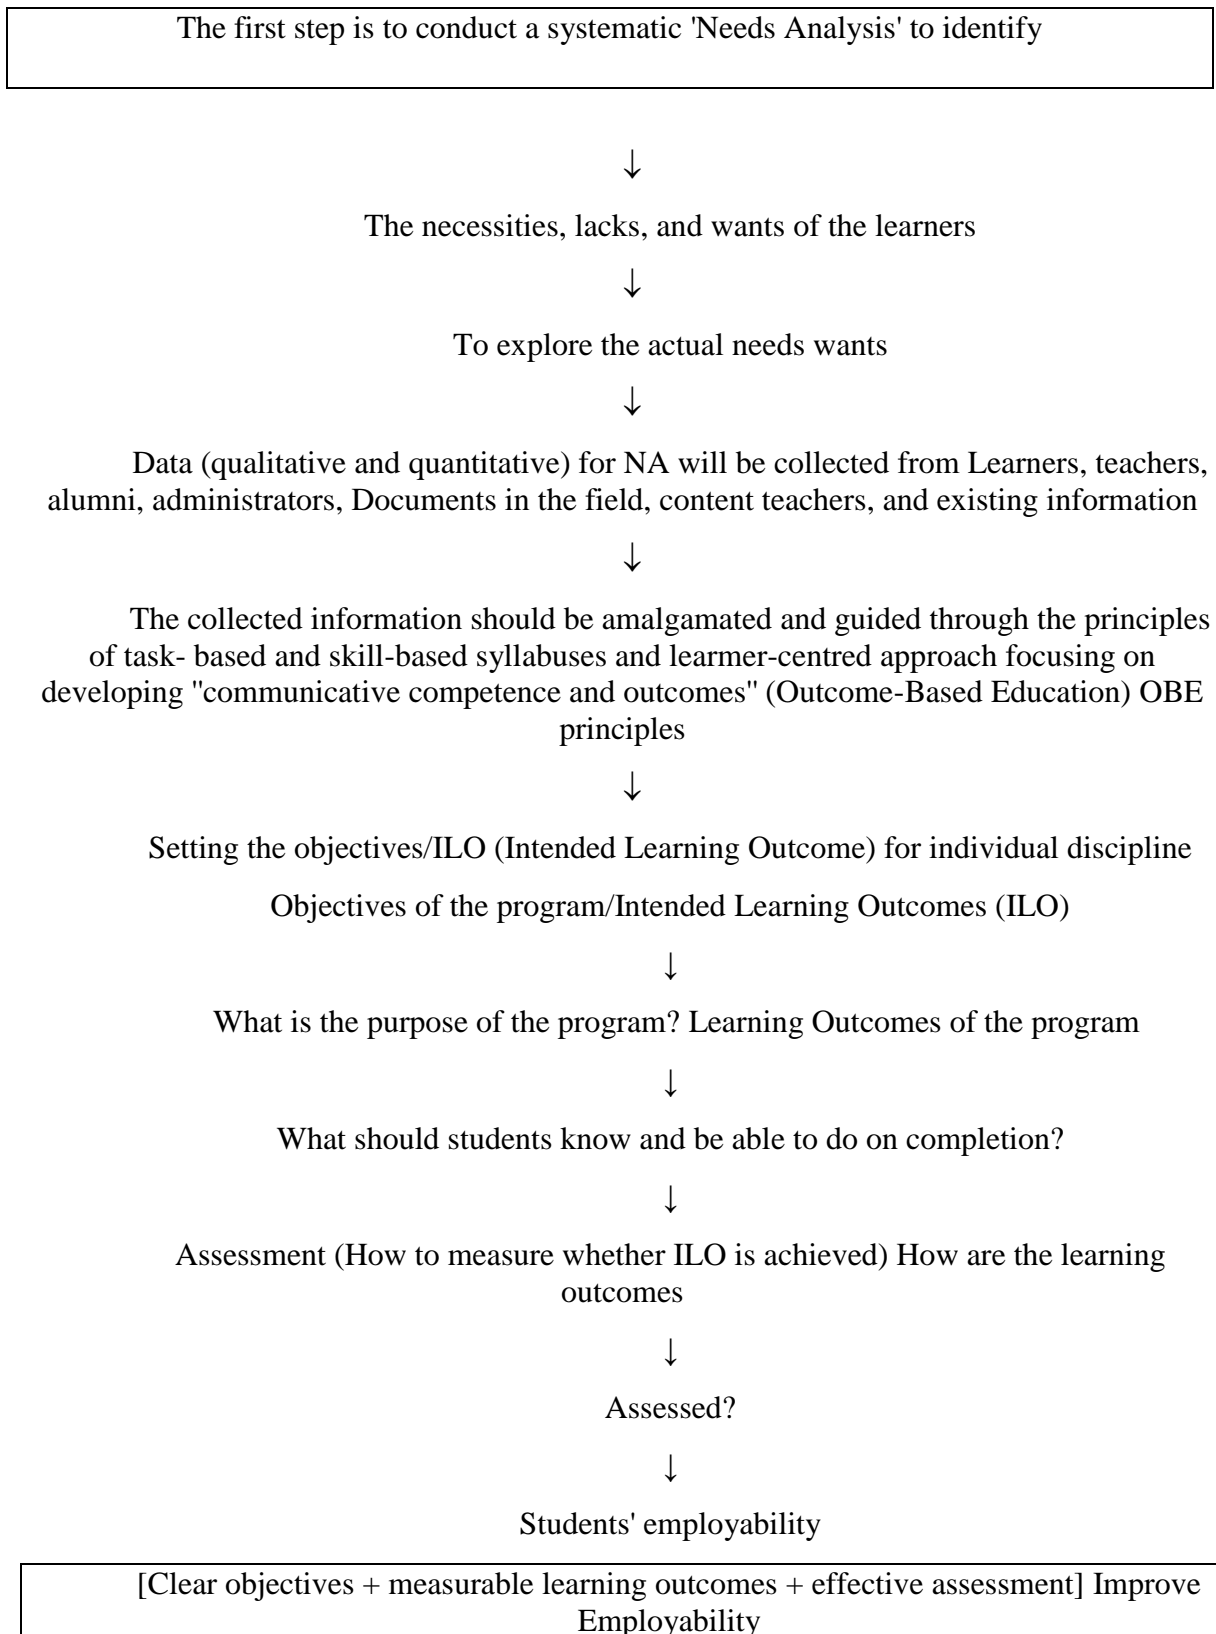 The first step is to conduct a systematic 'Needs Analysis' to identify
↓
The necessities, lacks, and wants of the learners
↓
To explore the actual needs wants
↓
Data (qualitative and quantitative) for NA will be collected from Learners, teachers,
alumni, administrators, Documents in the field, content teachers, and existing information
↓
The collected information should be amalgamated and guided through the principles
of task- based and skill-based syllabuses and learmer-centred approach focusing on
developing "communicative competence and outcomes" (Outcome-Based Education) OBE
principles
↓
Setting the objectives/ILO (Intended Learning Outcome) for individual discipline
Objectives of the program/Intended Learning Outcomes (ILO)
↓
What is the purpose of the program? Learning Outcomes of the program
↓
What should students know and be able to do on completion?
↓
Assessment (How to measure whether ILO is achieved) How are the learning
outcomes
↓
Assessed?
↓
Students' employability
[Clear objectives + measurable learning outcomes + effective assessment] Improve
Employability